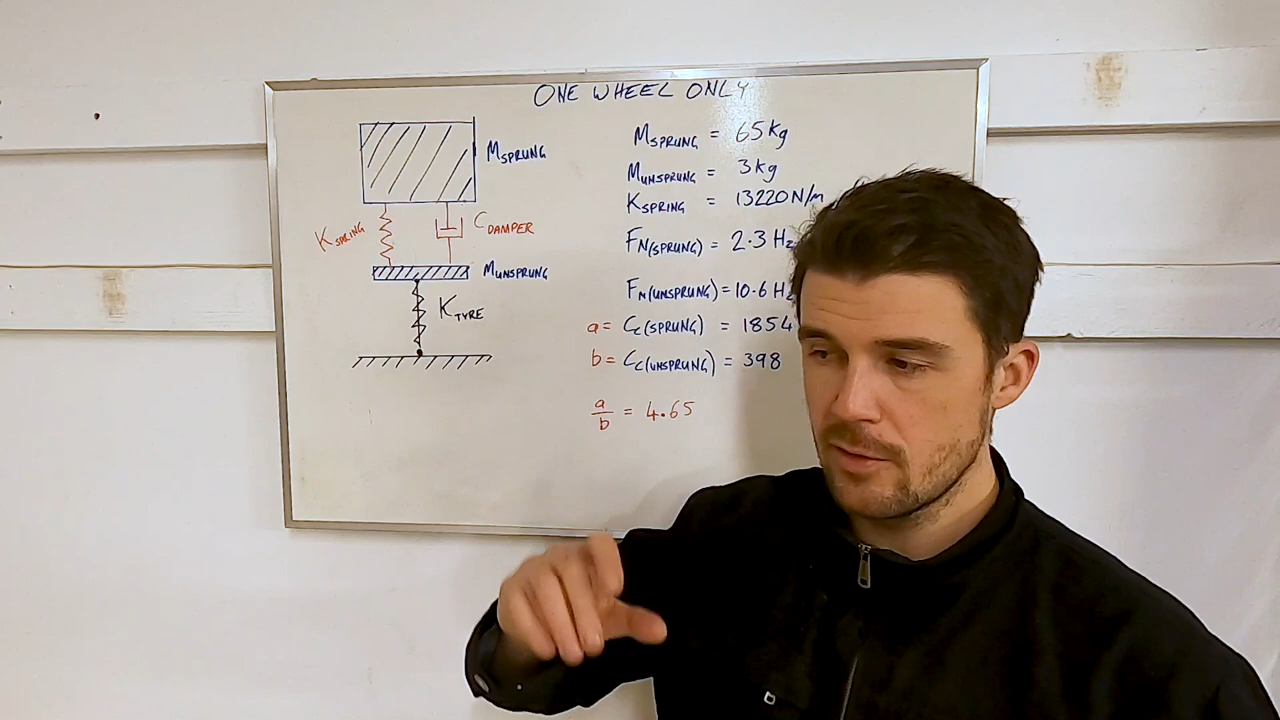 ONE WHEEL ONLY
MSPRUNG
KSPRING
CDAMPER
MUNSPRUNG
KTYRE
MSPRUNG = 65kg
MUNSPRUNG = 3kg
KSPRING = 13220N/m
FN(SPRUNG) = 2.3 Hz
FN(UNSPRUNG) = 10.6 Hz
a = CC(SPRUNG) = 1854
b = CC(UNSPRUNG) = 398
a/b = 4.65